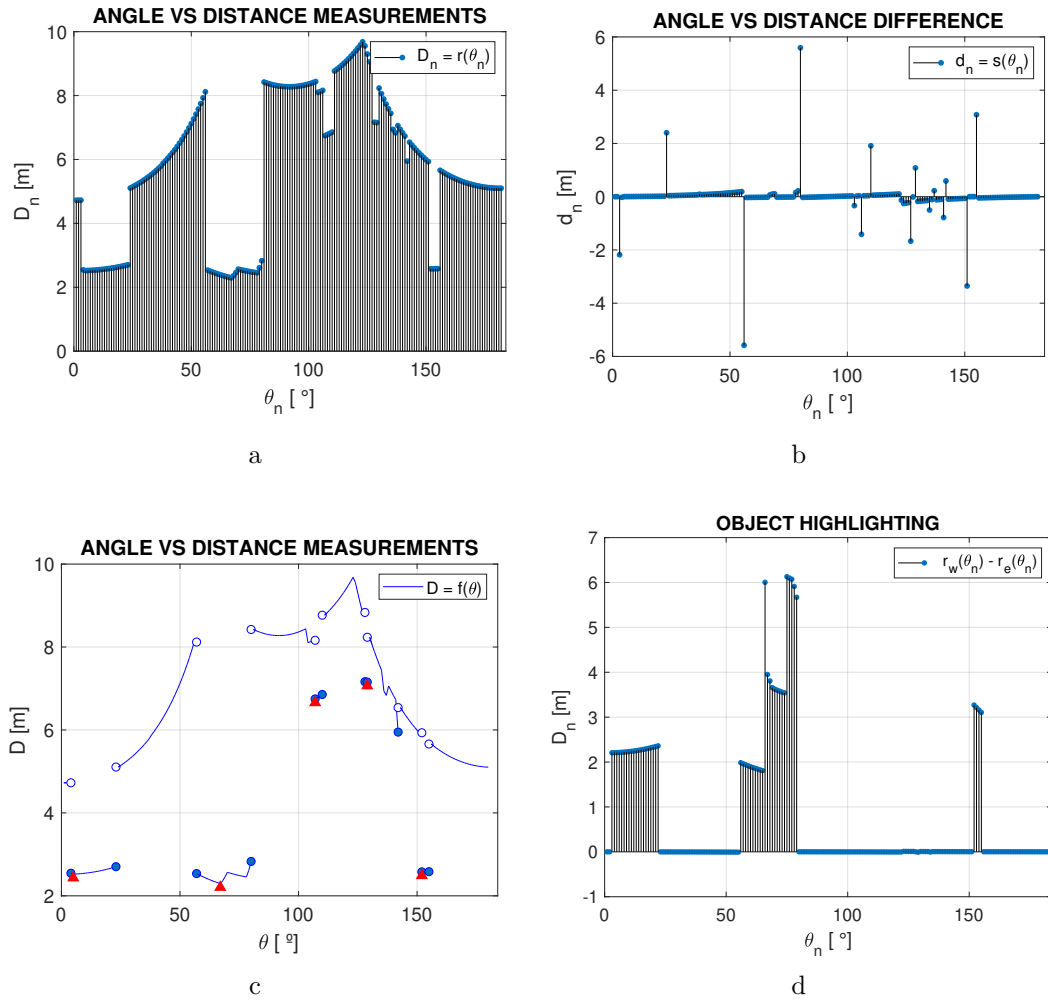 ANGLE VS DISTANCE MEASUREMENTS
D_n = r(θ_n)
10
8
6
4
2
0
D_n [m]
0 50 100 150
θ_n [ °]
a
ANGLE VS DISTANCE DIFFERENCE
d_n = s(θ_n)
6
4
2
0
-2
-4
-6
d_n [m]
0 50 100 150
θ_n [ °]
b
ANGLE VS DISTANCE MEASUREMENTS
D = f(θ)
10
8
6
4
2
D [m]
0 50 100 150
θ [ º]
c
OBJECT HIGHLIGHTING
r_w(θ_n) - r_e(θ_n)
7
6
5
4
3
2
1
0
-1
D_n [m]
0 50 100 150
θ_n [ °]
d